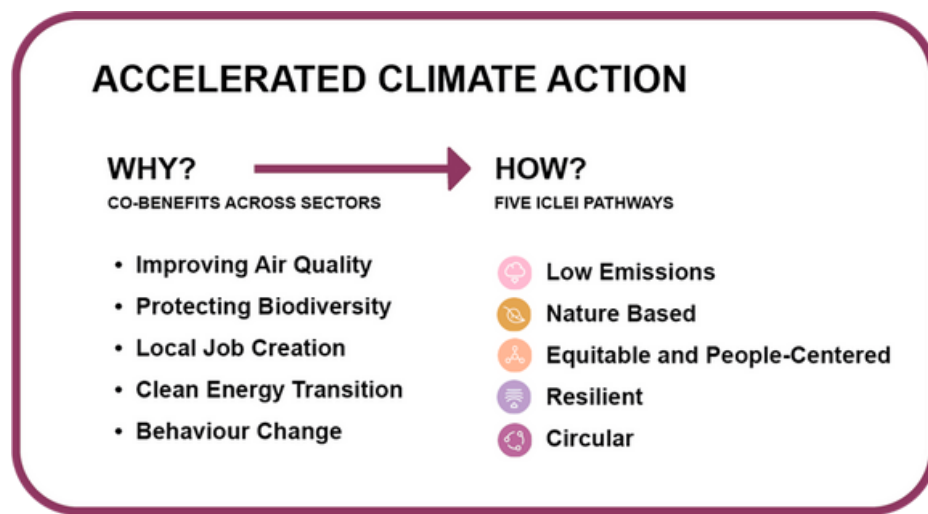 ACCELERATED CLIMATE ACTION
WHY?
CO-BENEFITS ACROSS SECTORS
• Improving Air Quality
• Protecting Biodiversity
• Local Job Creation
• Clean Energy Transition
• Behaviour Change
HOW?
FIVE ICLEI PATHWAYS
Low Emissions
Nature Based
Equitable and People-Centered
Resilient
Circular